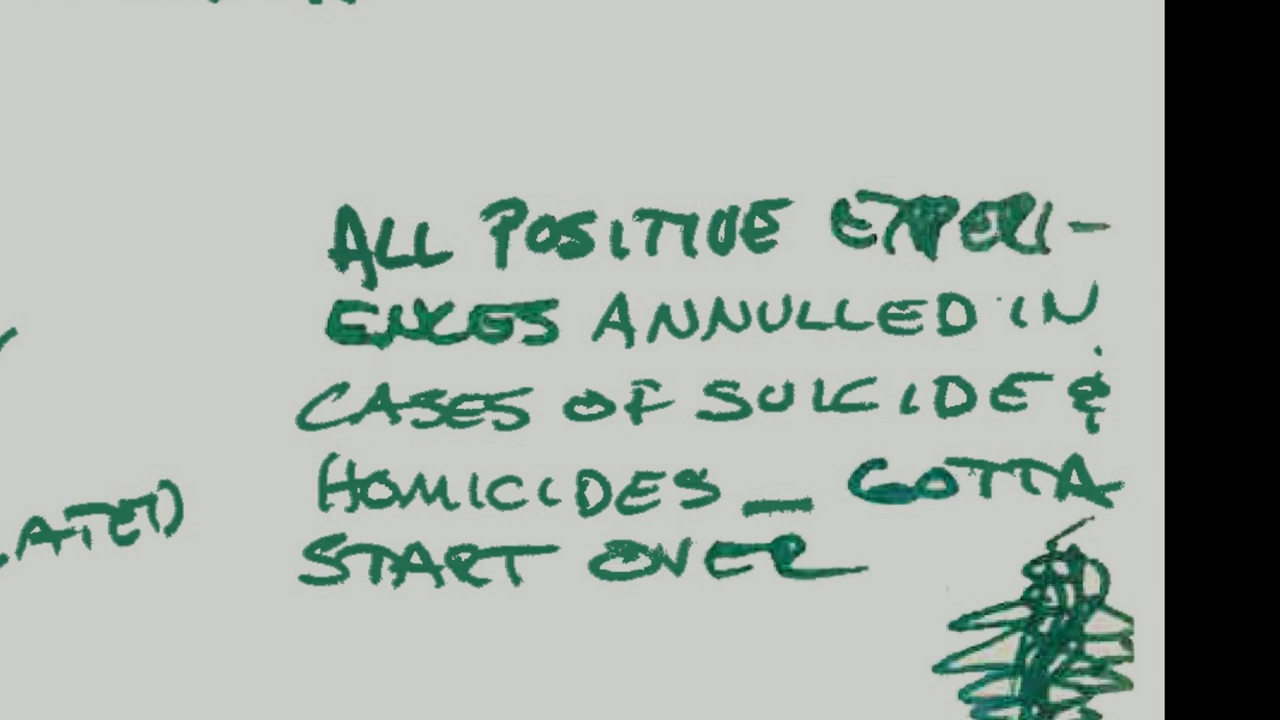 ALL POSITIVE EXPERI-
ENCES ANNULLED IN
CASES OF SUICIDE &
HOMICIDES _ GOTTA
START OVER